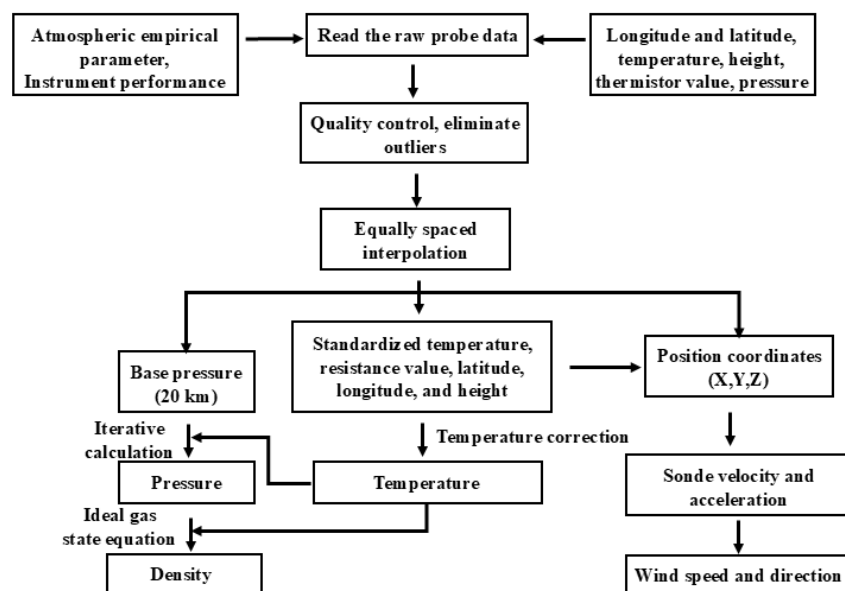 Atmospheric empirical
parameter,
Instrument performance
Read the raw probe data
Longitude and latitude,
temperature, height,
thermistor value, pressure
Quality control, eliminate
outliers
Equally spaced
interpolation
Base pressure
(20 km)
Standardized temperature,
resistance value, latitude,
longitude, and height
Position coordinates
(X,Y,Z)
Iterative
calculation
Temperature correction
Pressure
Temperature
Sonde velocity and
acceleration
Ideal gas
state equation
Density
Wind speed and direction